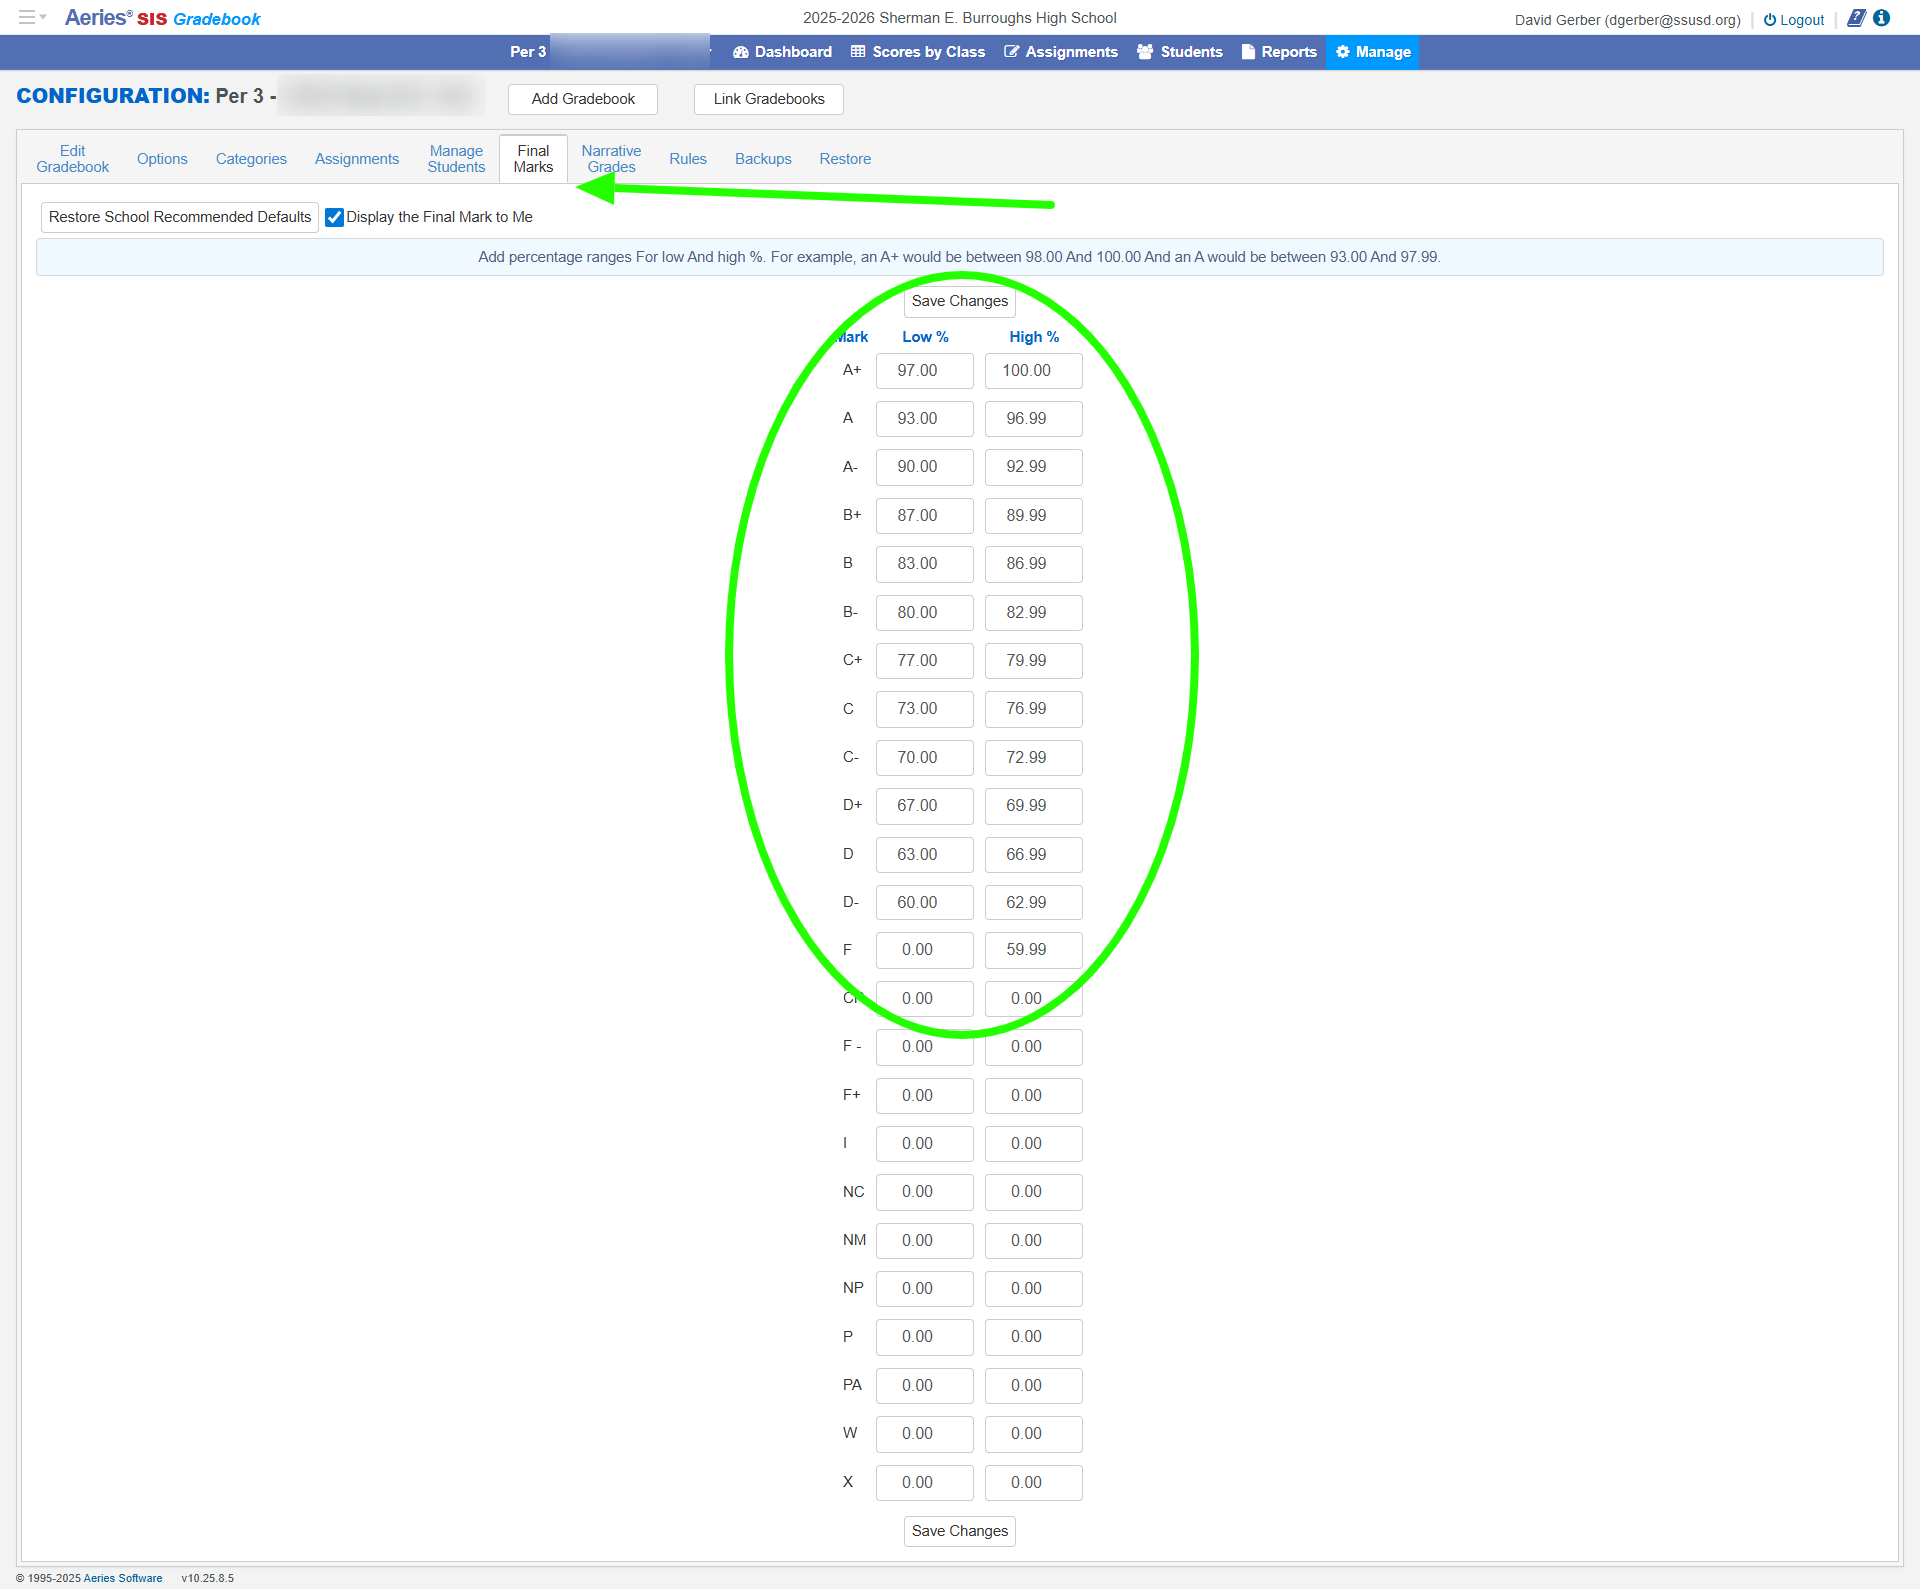 Aeries® SIS Gradebook
2025-2026 Sherman E. Burroughs High School
David Gerber (dgerber@ssusd.org) | Logout |
Per 3
Dashboard Scores by Class Assignments Students Reports Manage
CONFIGURATION: Per 3 -
Add Gradebook Link Gradebooks
Edit Gradebook Options Categories Assignments Manage Students Final Marks Narrative Grades Rules Backups Restore
Restore School Recommended Defaults Display the Final Mark to Me
Add percentage ranges For low And high %. For example, an A+ would be between 98.00 And 100.00 And an A would be between 93.00 And 97.99.
Save Changes
Mark Low % High %
A+ 97.00 100.00
A 93.00 96.99
A- 90.00 92.99
B+ 87.00 89.99
B 83.00 86.99
B- 80.00 82.99
C+ 77.00 79.99
C 73.00 76.99
C- 70.00 72.99
D+ 67.00 69.99
D 63.00 66.99
D- 60.00 62.99
F 0.00 59.99
0.00 0.00
F - 0.00 0.00
F+ 0.00 0.00
I 0.00 0.00
NC 0.00 0.00
NM 0.00 0.00
NP 0.00 0.00
P 0.00 0.00
PA 0.00 0.00
W 0.00 0.00
X 0.00 0.00
Save Changes
© 1995-2025 Aeries Software v10.25.8.5